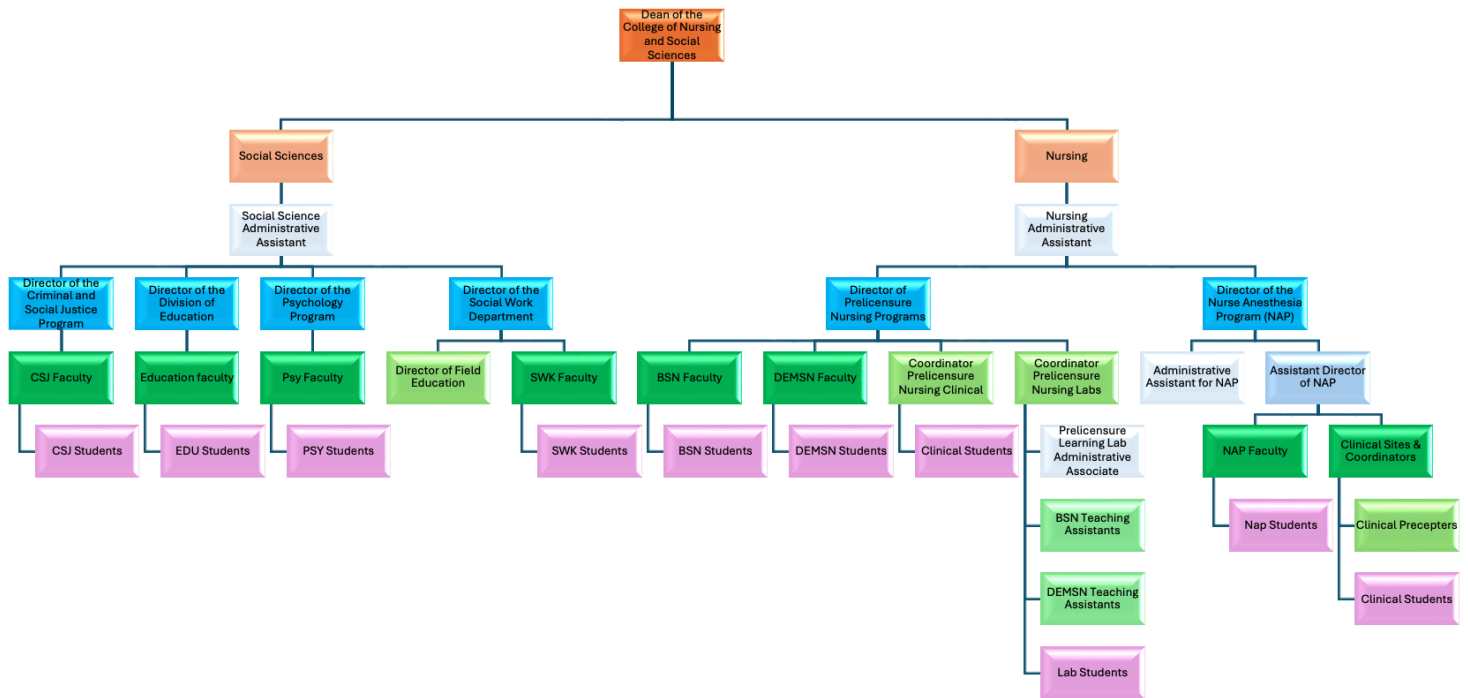 Dean of the
College of Nursing
and Social
Sciences
Social Sciences
Nursing
Social Science
Administrative
Assistant
Nursing
Administrative
Assistant
Director of the
Criminal and
Social Justice
Program
Director of the
Division of
Education
Director of the
Psychology
Program
Director of the
Social Work
Department
Director of
Prelicensure
Nursing Programs
Director of the
Nurse Anesthesia
Program (NAP)
CSJ Faculty
Education faculty
Psy Faculty
Director of Field
Education
SWK Faculty
BSN Faculty
DEMSN Faculty
Coordinator
Prelicensure
Nursing Clinical
Coordinator
Prelicensure
Nursing Labs
Administrative
Assistant for NAP
Assistant Director
of NAP
CSJ Students
EDU Students
PSY Students
SWK Students
BSN Students
DEMSN Students
Clinical Students
Prelicensure
Learning Lab
Administrative
Associate
NAP Faculty
Clinical Sites &
Coordinators
BSN Teaching
Assistants
Nap Students
Clinical Precepters
DEMSN Teaching
Assistants
Clinical Students
Lab Students